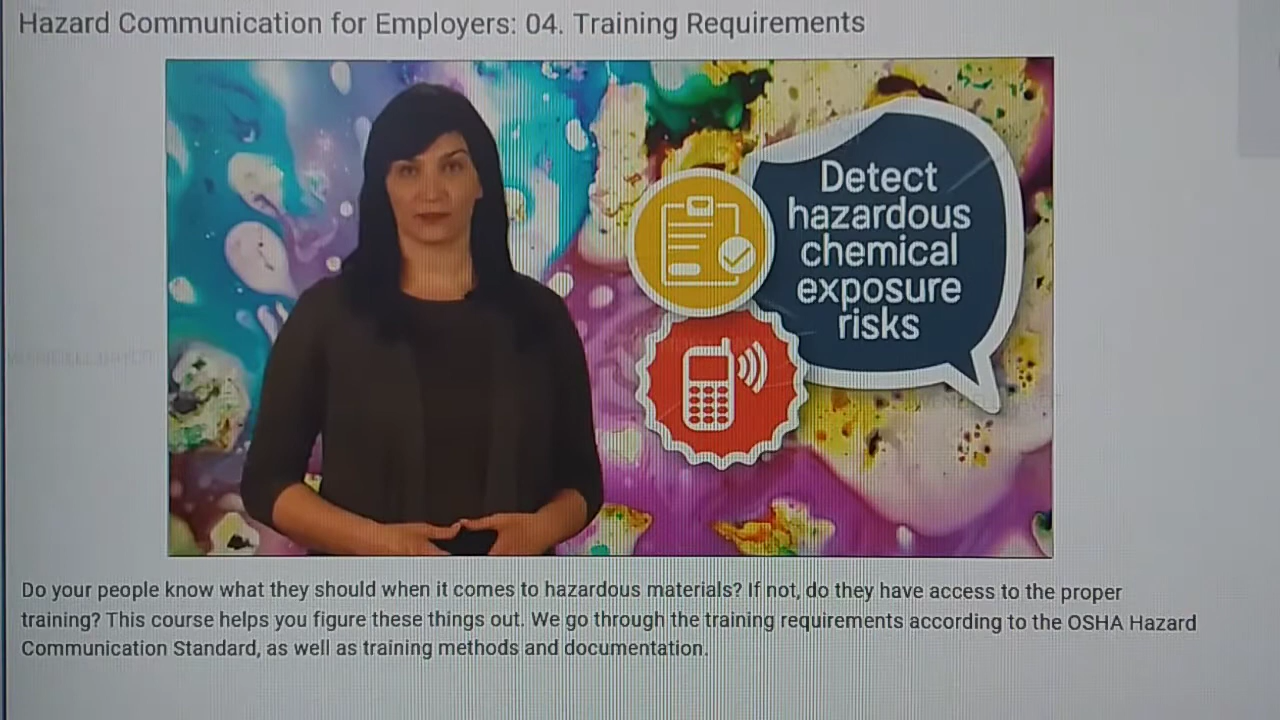 Hazard Communication for Employers: 04. Training Requirements
Detect
hazardous
chemical
exposure
risks
Do your people know what they should when it comes to hazardous materials? If not, do they have access to the proper
training? This course helps you figure these things out. We go through the training requirements according to the OSHA Hazard
Communication Standard, as well as training methods and documentation.